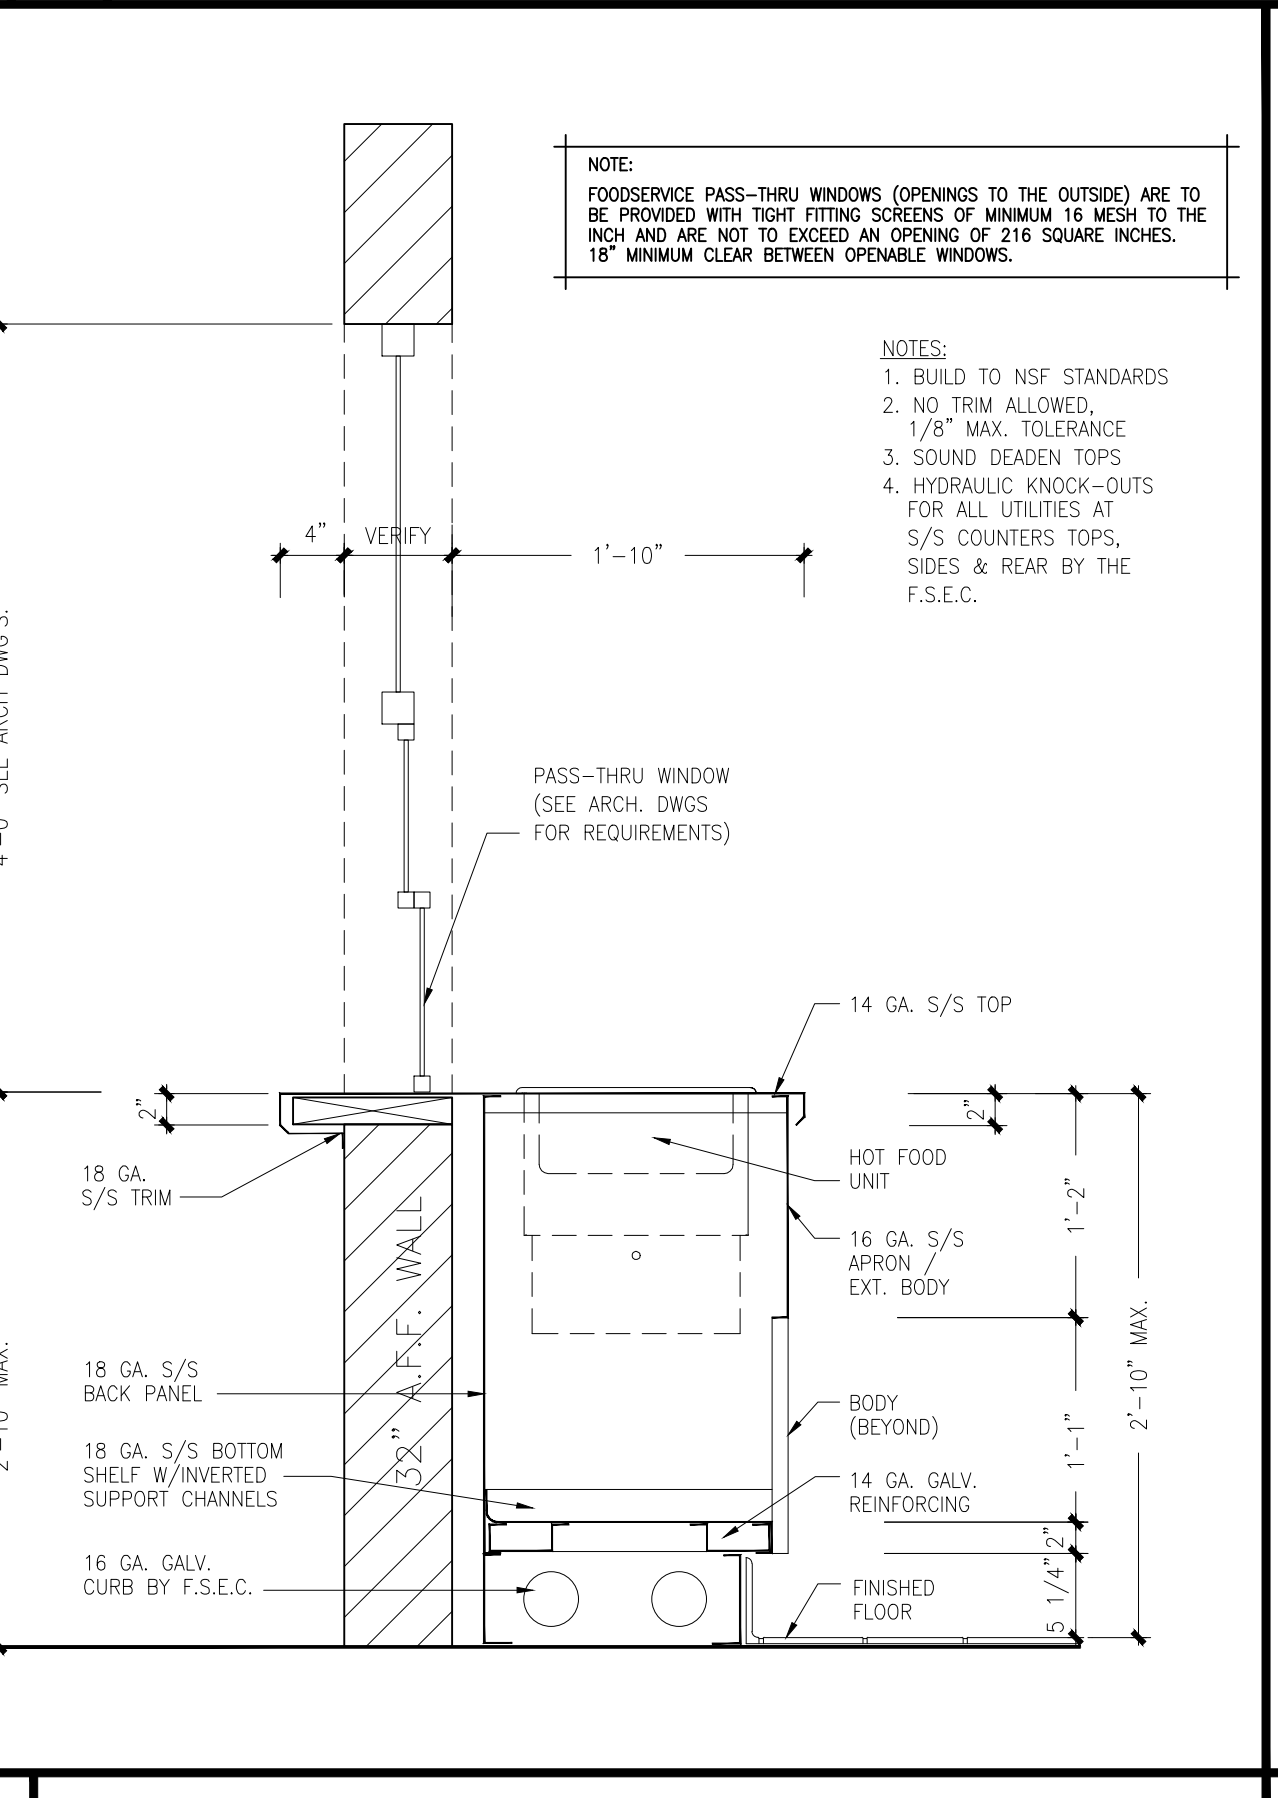 NOTE:
FOODSERVICE PASS-THRU WINDOWS (OPENINGS TO THE OUTSIDE) ARE TO
BE PROVIDED WITH TIGHT FITTING SCREENS OF MINIMUM 16 MESH TO THE
INCH AND ARE NOT TO EXCEED AN OPENING OF 216 SQUARE INCHES.
18" MINIMUM CLEAR BETWEEN OPENABLE WINDOWS.
NOTES:
1. BUILD TO NSF STANDARDS
2. NO TRIM ALLOWED,
1/8" MAX. TOLERANCE
3. SOUND DEADEN TOPS
4. HYDRAULIC KNOCK-OUTS
FOR ALL UTILITIES AT
S/S COUNTERS TOPS,
SIDES & REAR BY THE
F.S.E.C.
4"
VERIFY
1'-10"
SEE ARCH DWG'S.
PASS-THRU WINDOW
(SEE ARCH. DWGS
FOR REQUIREMENTS)
14 GA. S/S TOP
2"
2"
18 GA.
S/S TRIM
HOT FOOD
UNIT
1'-2"
16 GA. S/S
APRON /
EXT. BODY
32" A.F.F. WALL
2'-10" MAX.
MAX.
18 GA. S/S
BACK PANEL
BODY
(BEYOND)
1'-1"
18 GA. S/S BOTTOM
SHELF W/INVERTED
SUPPORT CHANNELS
14 GA. GALV.
REINFORCING
2"
16 GA. GALV.
CURB BY F.S.E.C.
5 1/4"
FINISHED
FLOOR